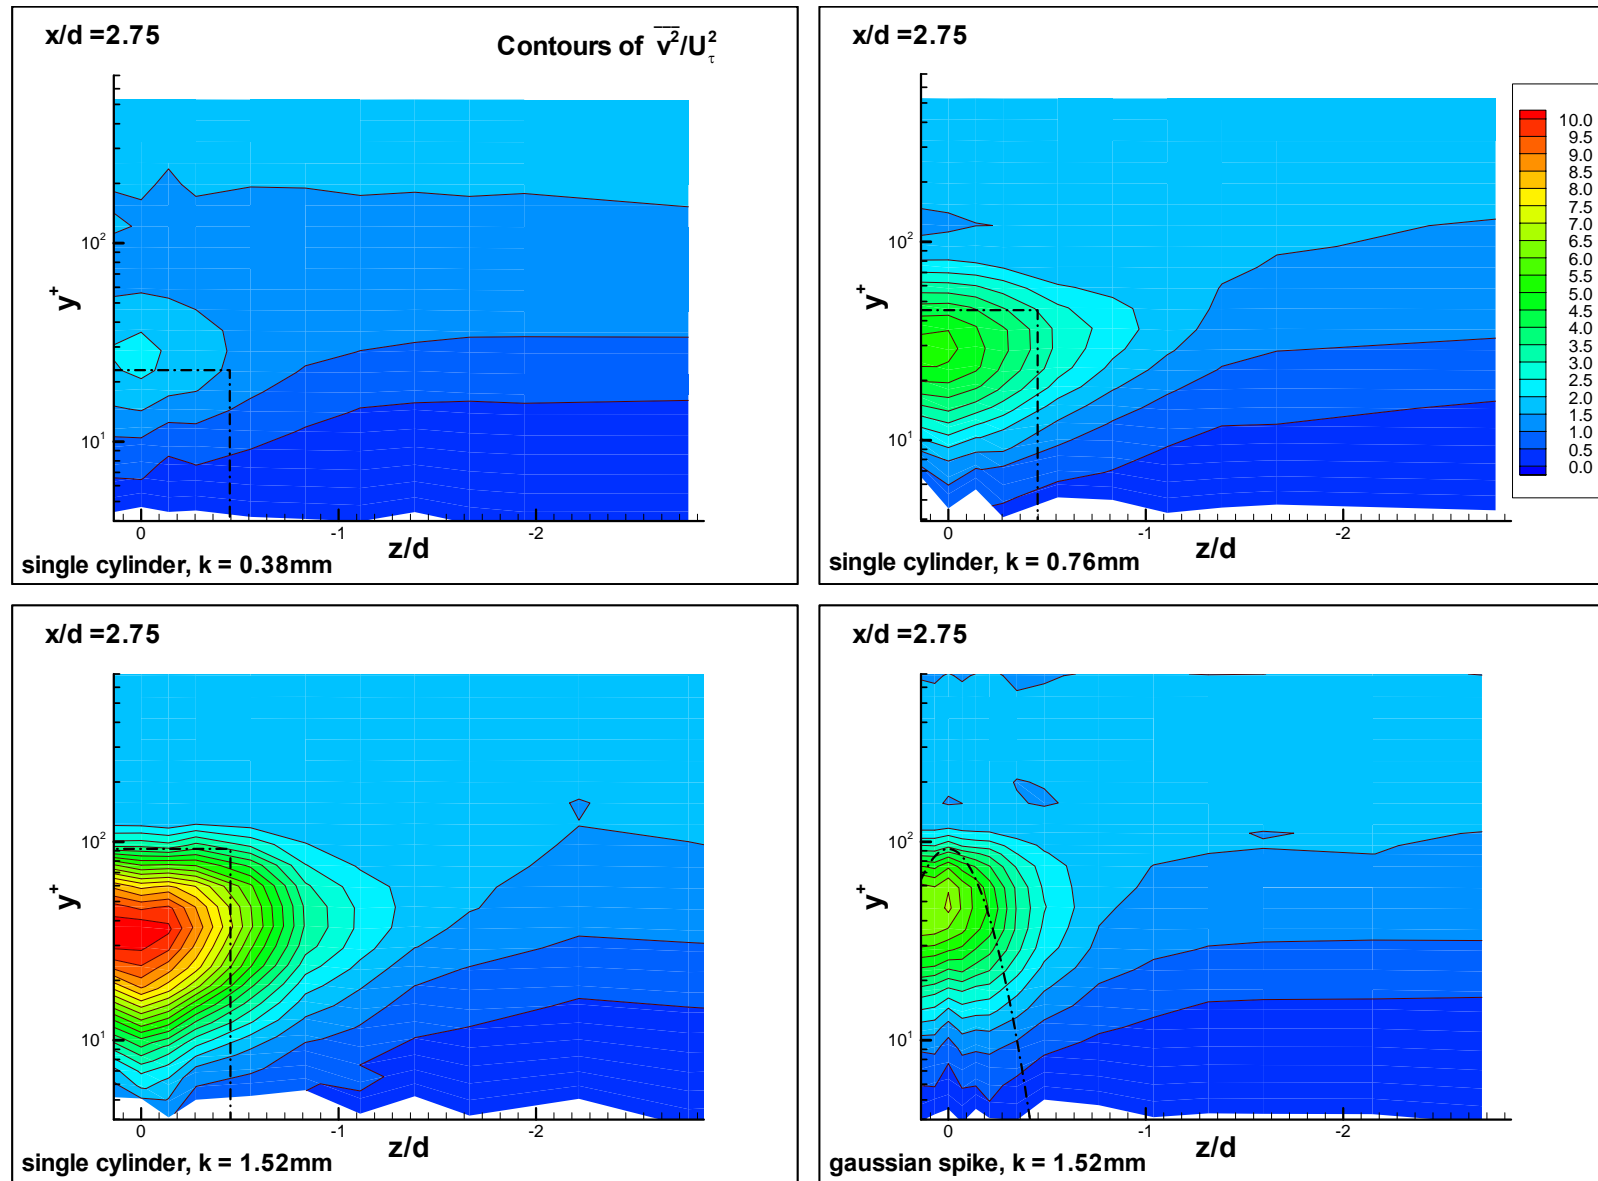 x/d =2.75
Contours of v²/U²τ
10²
10¹
y⁺
0 -1 -2
z/d
single cylinder, k = 0.38mm
x/d =2.75
10²
10¹
y⁺
0 -1 -2
z/d
single cylinder, k = 0.76mm
10.0
9.5
9.0
8.5
8.0
7.5
7.0
6.5
6.0
5.5
5.0
4.5
4.0
3.5
3.0
2.5
2.0
1.5
1.0
0.5
0.0
x/d =2.75
10²
10¹
y⁺
0 -1 -2
z/d
single cylinder, k = 1.52mm
x/d =2.75
10²
10¹
y⁺
0 -1 -2
z/d
gaussian spike, k = 1.52mm